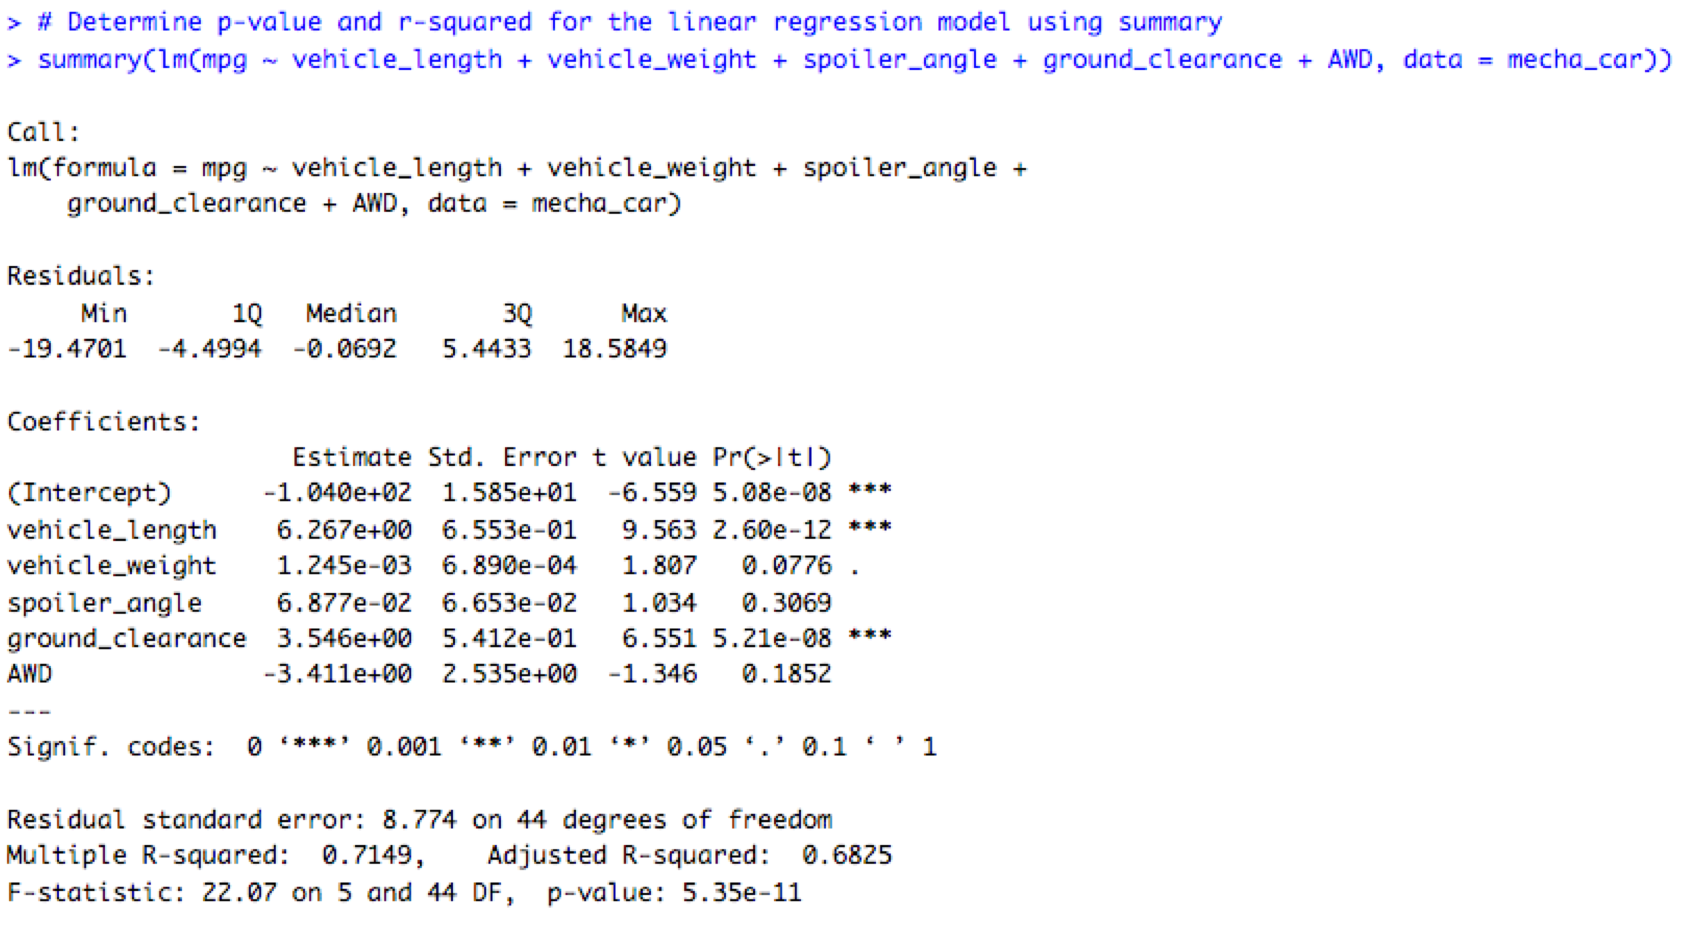 > # Determine p-value and r-squared for the linear regression model using summary
> summary(lm(mpg ~ vehicle_length + vehicle_weight + spoiler_angle + ground_clearance + AWD, data = mecha_car))
Call:
lm(formula = mpg ~ vehicle_length + vehicle_weight + spoiler_angle +
    ground_clearance + AWD, data = mecha_car)
Residuals:
     Min       1Q   Median       3Q      Max
-19.4701  -4.4994  -0.0692   5.4433  18.5849
Coefficients:
                   Estimate Std. Error t value Pr(>|t|)
(Intercept)      -1.040e+02  1.585e+01  -6.559 5.08e-08 ***
vehicle_length    6.267e+00  6.553e-01   9.563 2.60e-12 ***
vehicle_weight    1.245e-03  6.890e-04   1.807   0.0776 .
spoiler_angle     6.877e-02  6.653e-02   1.034   0.3069
ground_clearance  3.546e+00  5.412e-01   6.551 5.21e-08 ***
AWD              -3.411e+00  2.535e+00  -1.346   0.1852
---
Signif. codes:  0 ‘***’ 0.001 ‘**’ 0.01 ‘*’ 0.05 ‘.’ 0.1 ‘ ’ 1
Residual standard error: 8.774 on 44 degrees of freedom
Multiple R-squared:  0.7149,    Adjusted R-squared:  0.6825
F-statistic: 22.07 on 5 and 44 DF,  p-value: 5.35e-11